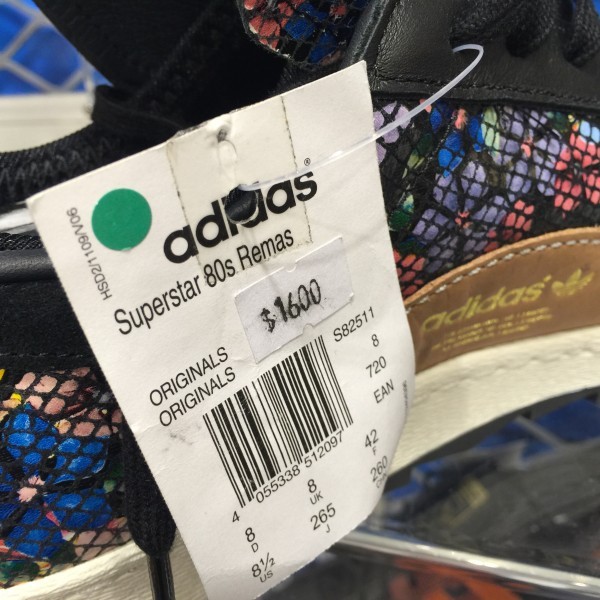 HSD2/1109/V06
adidas®
Superstar 80s Remas
$1600
ORIGINALS
ORIGINALS
S82511
8
720
EAN
4 055338 512097
8
D
8
UK
42
F
8½
US
265
J
260
adidas